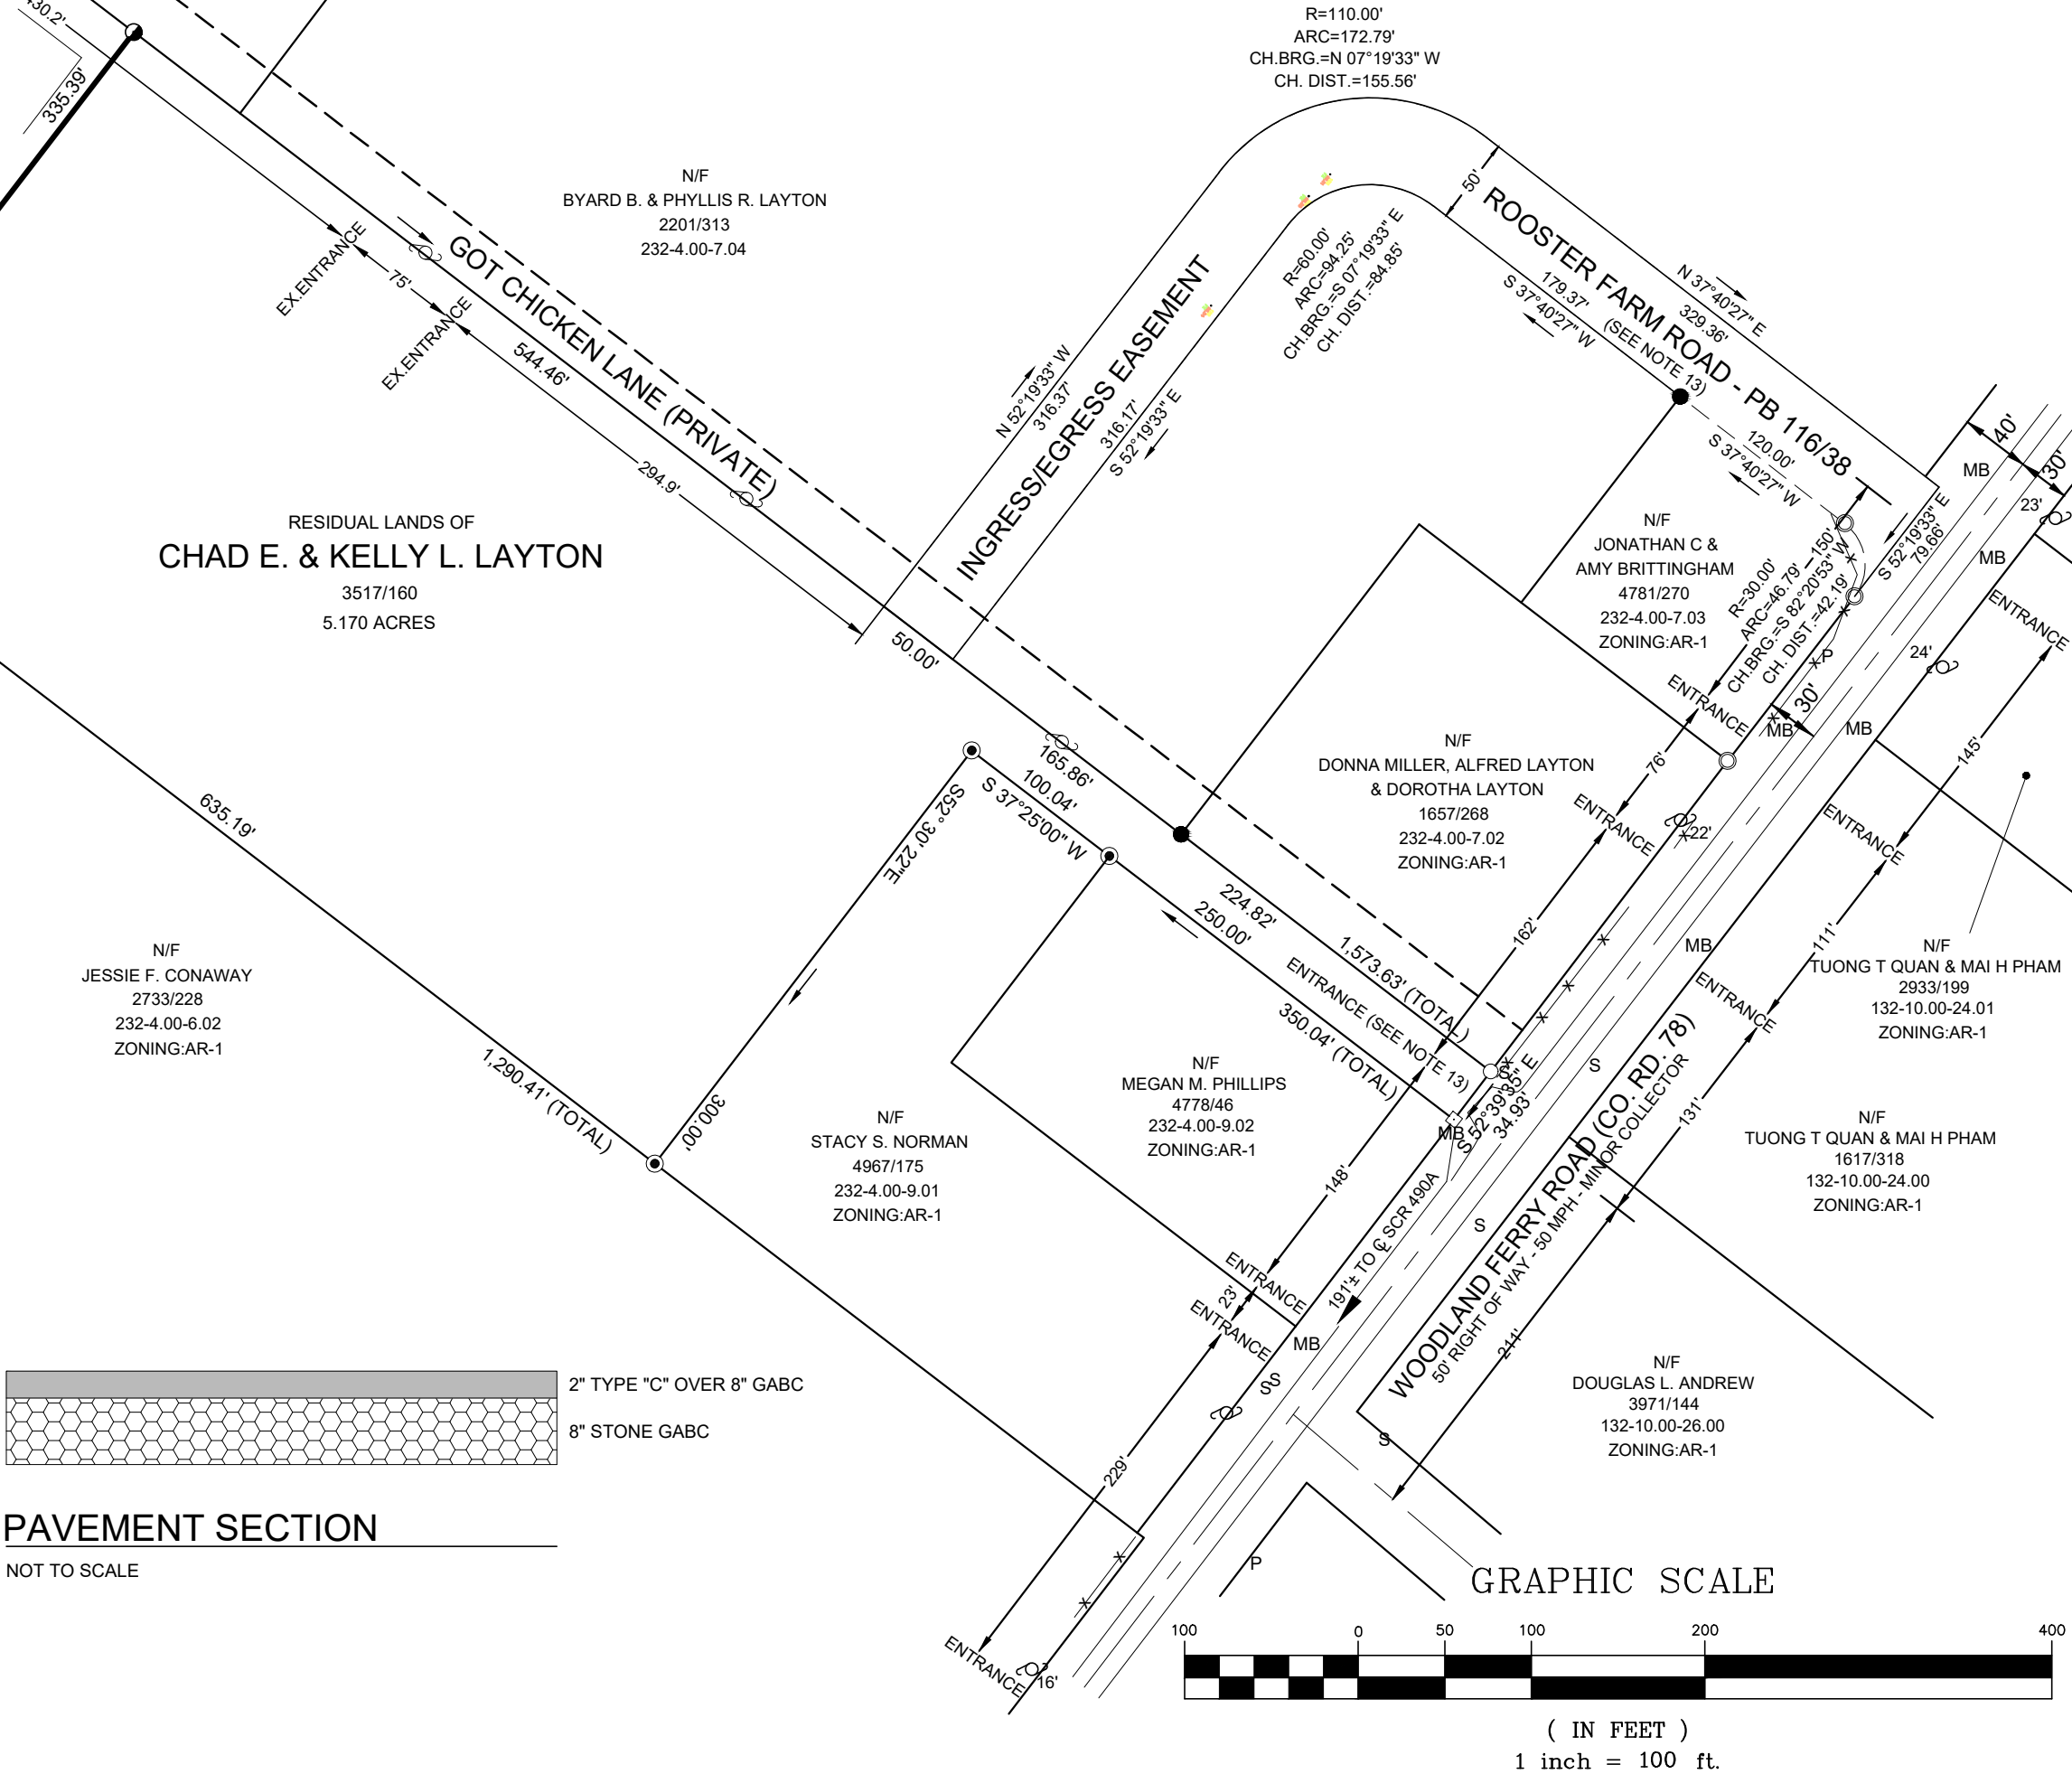 R=110.00'
ARC=172.79'
CH.BRG.=N 07°19'33" W
CH. DIST.=155.56'
335.39'
N/F
BYARD B. & PHYLLIS R. LAYTON
2201/313
232-4.00-7.04
EX.ENTRANCE
75'
EX.ENTRANCE
GOT CHICKEN LANE (PRIVATE)
544.46'
294.9'
RESIDUAL LANDS OF
CHAD E. & KELLY L. LAYTON
3517/160
5.170 ACRES
N 52°19'33" W
316.37'
INGRESS/EGRESS EASEMENT
316.17'
S 52°19'33" E
R=60.00'
ARC=94.25'
CH.BRG.=S 07°19'33" E
CH. DIST.=84.85'
50'
ROOSTER FARM ROAD - PB 116/38
N 37°40'27" E
329.36'
(SEE NOTE 13)
179.37'
S 37°40'27" W
120.00'
S 37°40'27" W
40'
30'
MB
23'
MB
S 52°19'33" E
79.66'
150'
R=30.00'
ARC=46.79'
CH.BRG.=S 82°20'53" W
CH. DIST.=42.19'
N/F
JONATHAN C &
AMY BRITTINGHAM
4781/270
232-4.00-7.03
ZONING:AR-1
ENTRANCE
24'
P
30'
ENTRANCE
MB
MB
145'
76'
ENTRANCE
22'
ENTRANCE
50.00'
165.86'
100.04'
S 37°25'00" W
S52° 30' 22"E
300.00'
N/F
DONNA MILLER, ALFRED LAYTON
& DOROTHA LAYTON
1657/268
232-4.00-7.02
ZONING:AR-1
162'
224.82'
250.00'
1,573.63' (TOTAL)
ENTRANCE (SEE NOTE 13)
350.04' (TOTAL)
MB
111'
ENTRANCE
N/F
TUONG T QUAN & MAI H PHAM
2933/199
132-10.00-24.01
ZONING:AR-1
635.19'
1,290.41' (TOTAL)
N/F
JESSIE F. CONAWAY
2733/228
232-4.00-6.02
ZONING:AR-1
N/F
STACY S. NORMAN
4967/175
232-4.00-9.01
ZONING:AR-1
N/F
MEGAN M. PHILLIPS
4778/46
232-4.00-9.02
ZONING:AR-1
S
S 52°39'35" E
34.93'
MB
S
131'
N/F
TUONG T QUAN & MAI H PHAM
1617/318
132-10.00-24.00
ZONING:AR-1
148'
191'± TO ℄ SCR 490A
S
WOODLAND FERRY ROAD (CO. RD. 78)
50' RIGHT OF WAY - 50 MPH - MINOR COLLECTOR
211'
ENTRANCE
23'
ENTRANCE
MB
S
S
S
N/F
DOUGLAS L. ANDREW
3971/144
132-10.00-26.00
ZONING:AR-1
229'
P
ENTRANCE
16'
2" TYPE "C" OVER 8" GABC
8" STONE GABC
PAVEMENT SECTION
NOT TO SCALE
GRAPHIC SCALE
100 0 50 100 200 400
( IN FEET )
1 inch = 100 ft.